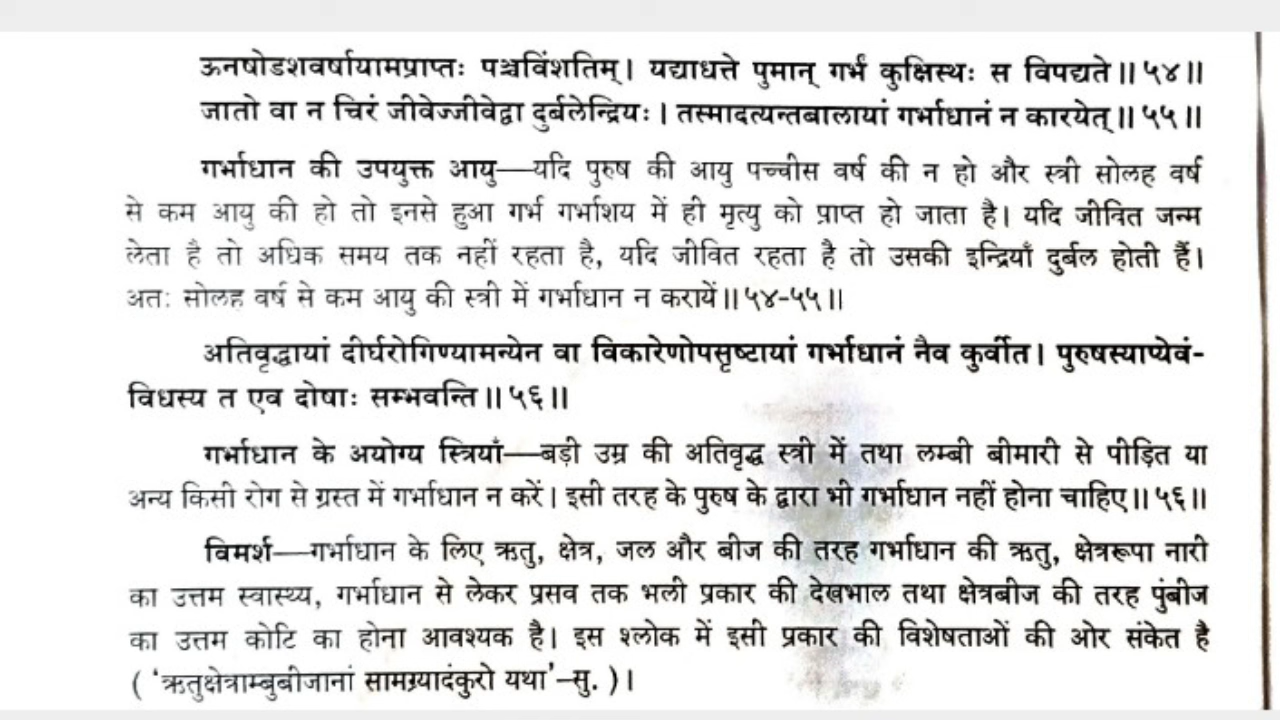 ऊनषोडशवर्षायामप्राप्तः पञ्चविंशतिम्। यद्याधत्ते पुमान् गर्भं कुक्षिस्थः स विपद्यते॥५४॥
जातो वा न चिरं जीवेज्जीवेद्वा दुर्बलेन्द्रियः। तस्मादत्यन्तबालायां गर्भाधानं न कारयेत्॥५५॥
गर्भाधान की उपयुक्त आयु—यदि पुरुष की आयु पच्चीस वर्ष की न हो और स्त्री सोलह वर्ष
से कम आयु की हो तो इनसे हुआ गर्भ गर्भाशय में ही मृत्यु को प्राप्त हो जाता है। यदि जीवित जन्म
लेता है तो अधिक समय तक नहीं रहता है, यदि जीवित रहता है तो उसकी इन्द्रियाँ दुर्बल होती हैं।
अतः सोलह वर्ष से कम आयु की स्त्री में गर्भाधान न करायें॥५४-५५॥
अतिवृद्धायां दीर्घरोगिण्यामन्येन वा विकारेणोपसृष्टायां गर्भाधानं नैव कुर्वीत। पुरुषस्याप्येवं-
विधस्य त एव दोषाः सम्भवन्ति॥५६॥
गर्भाधान के अयोग्य स्त्रियाँ—बड़ी उम्र की अतिवृद्ध स्त्री में तथा लम्बी बीमारी से पीड़ित या
अन्य किसी रोग से ग्रस्त में गर्भाधान न करें। इसी तरह के पुरुष के द्वारा भी गर्भाधान नहीं होना चाहिए॥५६॥
विमर्श—गर्भाधान के लिए ऋतु, क्षेत्र, जल और बीज की तरह गर्भाधान की ऋतु, क्षेत्ररूपा नारी
का उत्तम स्वास्थ्य, गर्भाधान से लेकर प्रसव तक भली प्रकार की देखभाल तथा क्षेत्रबीज की तरह पुंबीज
का उत्तम कोटि का होना आवश्यक है। इस श्लोक में इसी प्रकार की विशेषताओं की ओर संकेत है
( 'ऋतुक्षेत्राम्बुबीजानां सामग्र्यादंकुरो यथा'–सु. )।